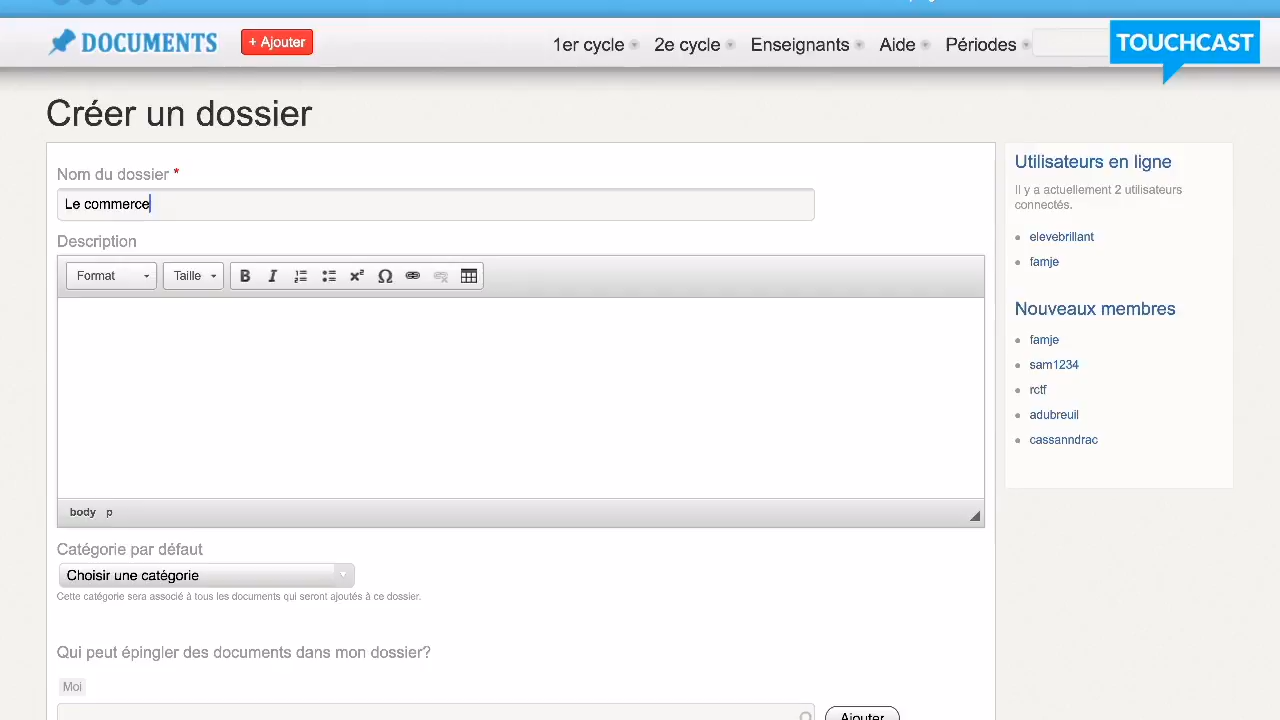 DOCUMENTS
+ Ajouter
1er cycle
2e cycle
Enseignants
Aide
Périodes
TOUCHCAST
Créer un dossier
Nom du dossier *
Le commerce
Description
Format
Taille
B
I
x²
Ω
body p
Catégorie par défaut
Choisir une catégorie
Cette catégorie sera associé à tous les documents qui seront ajoutés à ce dossier.
Qui peut épingler des documents dans mon dossier?
Moi
Ajouter
Utilisateurs en ligne
Il y a actuellement 2 utilisateurs
connectés.
elevebrillant
famje
Nouveaux membres
famje
sam1234
rctf
adubreuil
cassanndrac